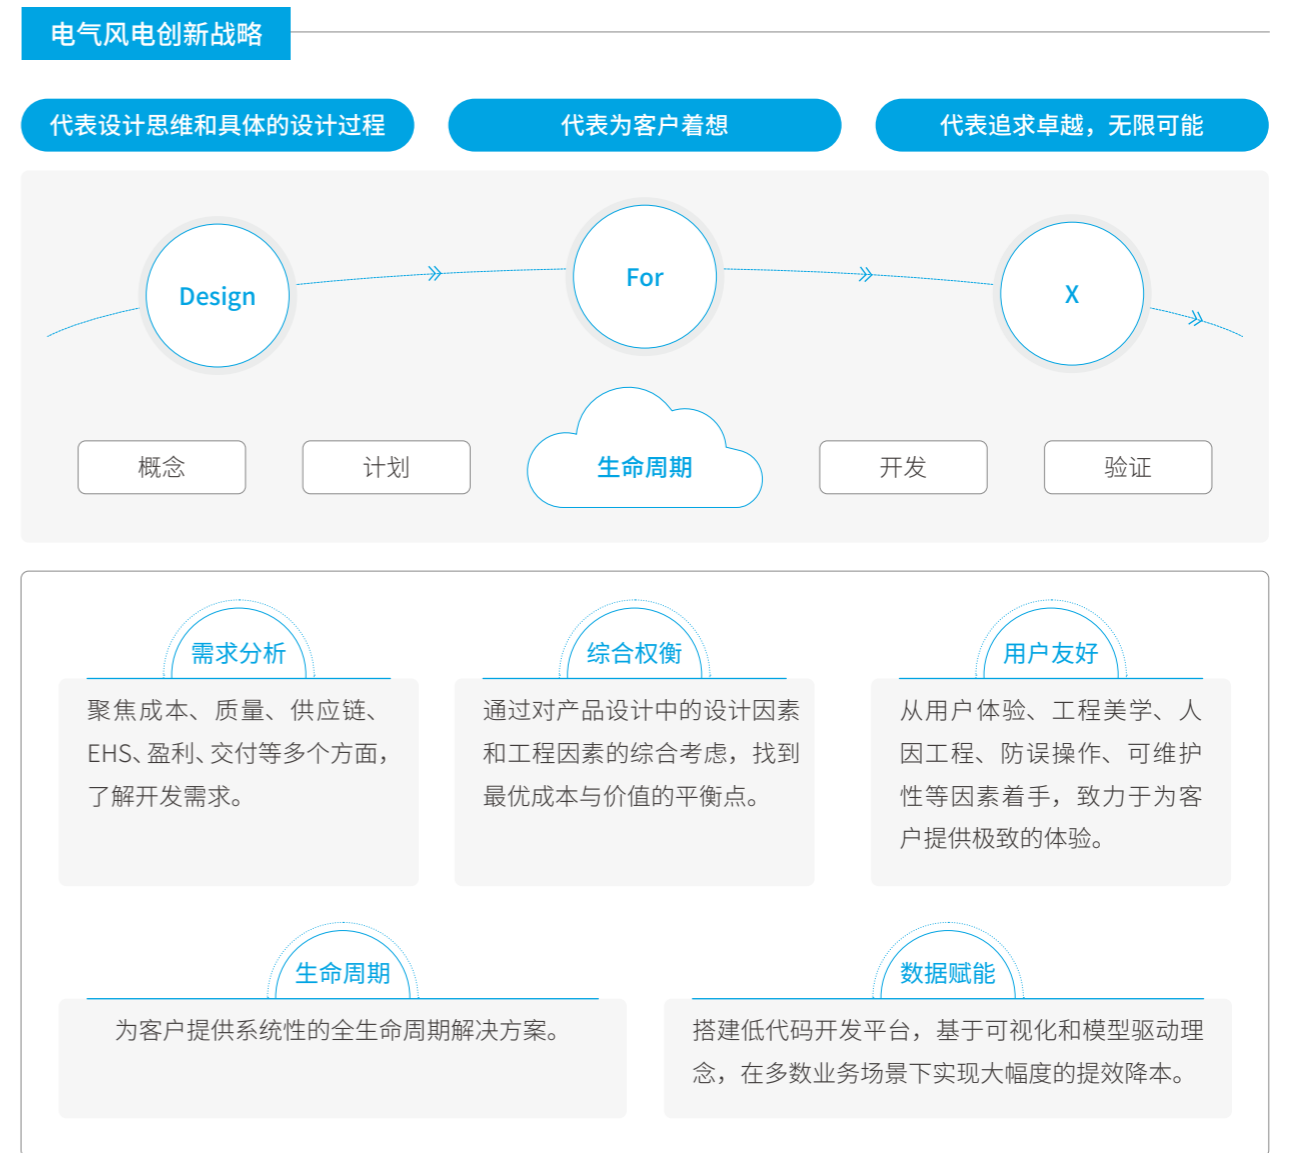 电气风电创新战略
代表设计思维和具体的设计过程
代表为客户着想
代表追求卓越，无限可能
Design
For
X
概念
计划
生命周期
开发
验证
需求分析
聚焦成本、质量、供应链、
EHS、盈利、交付等多个方面，
了解开发需求。
综合权衡
通过对产品设计中的设计因素
和工程因素的综合考虑，找到
最优成本与价值的平衡点。
用户友好
从用户体验、工程美学、人
因工程、防误操作、可维护
性等因素着手，致力于为客
户提供极致的体验。
生命周期
为客户提供系统性的全生命周期解决方案。
数据赋能
搭建低代码开发平台，基于可视化和模型驱动理
念，在多数业务场景下实现大幅度的提效降本。